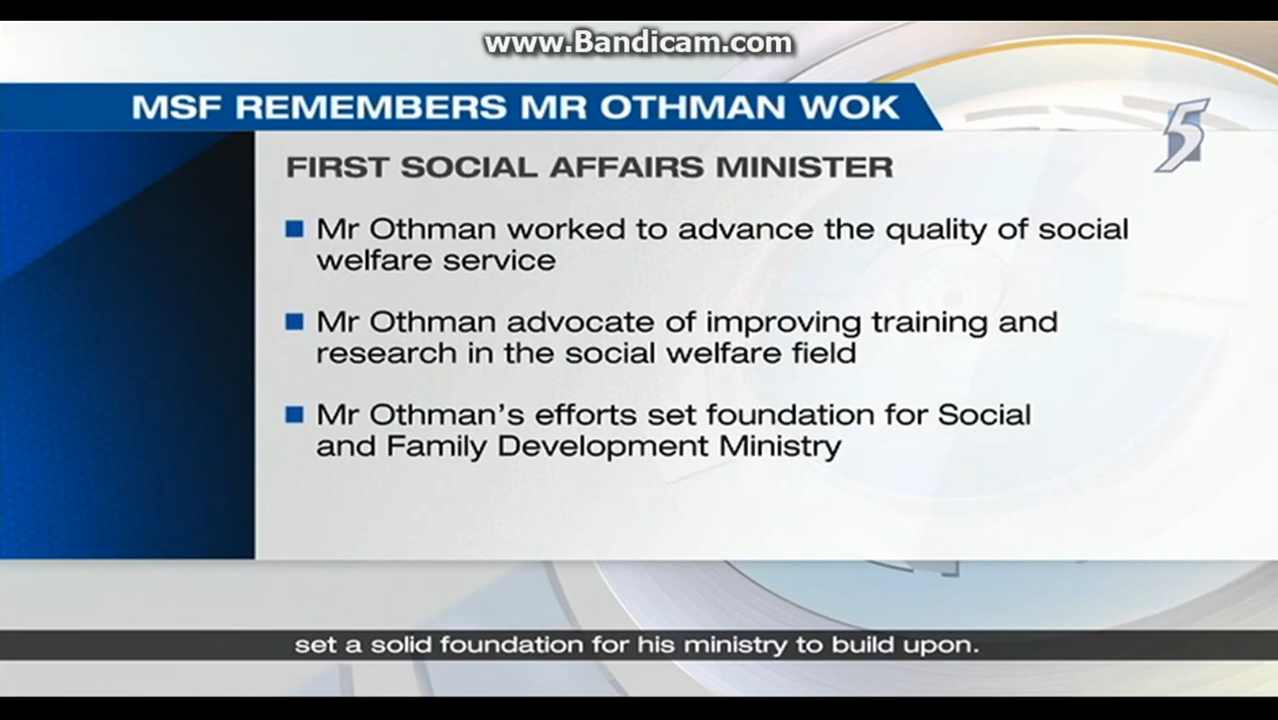 www.Bandicam.com
MSF REMEMBERS MR OTHMAN WOK
5
FIRST SOCIAL AFFAIRS MINISTER
Mr Othman worked to advance the quality of social
welfare service
Mr Othman advocate of improving training and
research in the social welfare field
Mr Othman’s efforts set foundation for Social
and Family Development Ministry
set a solid foundation for his ministry to build upon.